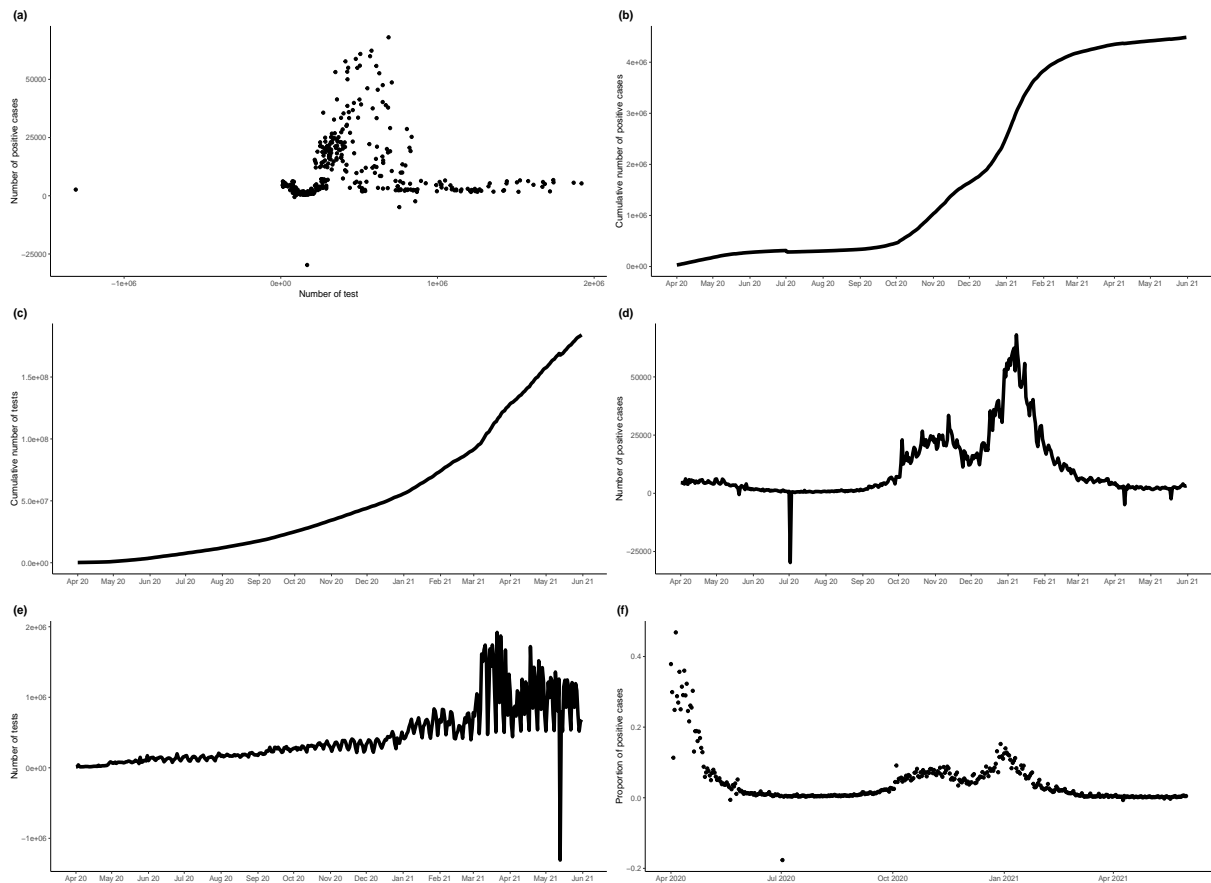 (a)
Number of positive cases
50000
25000
0
−25000
−1e+06
0e+00
1e+06
2e+06
Number of test
(b)
Cumulative number of positive cases
4e+06
3e+06
2e+06
1e+06
0e+00
Apr 20 May 20 Jun 20 Jul 20 Aug 20 Sep 20 Oct 20 Nov 20 Dec 20 Jan 21 Feb 21 Mar 21 Apr 21 May 21 Jun 21
(c)
Cumulative number of tests
1.5e+08
1.0e+08
5.0e+07
0.0e+00
Apr 20 May 20 Jun 20 Jul 20 Aug 20 Sep 20 Oct 20 Nov 20 Dec 20 Jan 21 Feb 21 Mar 21 Apr 21 May 21 Jun 21
(d)
Number of positive cases
50000
25000
0
−25000
Apr 20 May 20 Jun 20 Jul 20 Aug 20 Sep 20 Oct 20 Nov 20 Dec 20 Jan 21 Feb 21 Mar 21 Apr 21 May 21 Jun 21
(e)
Number of tests
2e+06
1e+06
0e+00
−1e+06
Apr 20 May 20 Jun 20 Jul 20 Aug 20 Sep 20 Oct 20 Nov 20 Dec 20 Jan 21 Feb 21 Mar 21 Apr 21 May 21 Jun 21
(f)
Proportion of positive cases
0.4
0.2
0.0
−0.2
Apr 2020 Jul 2020 Oct 2020 Jan 2021 Apr 2021